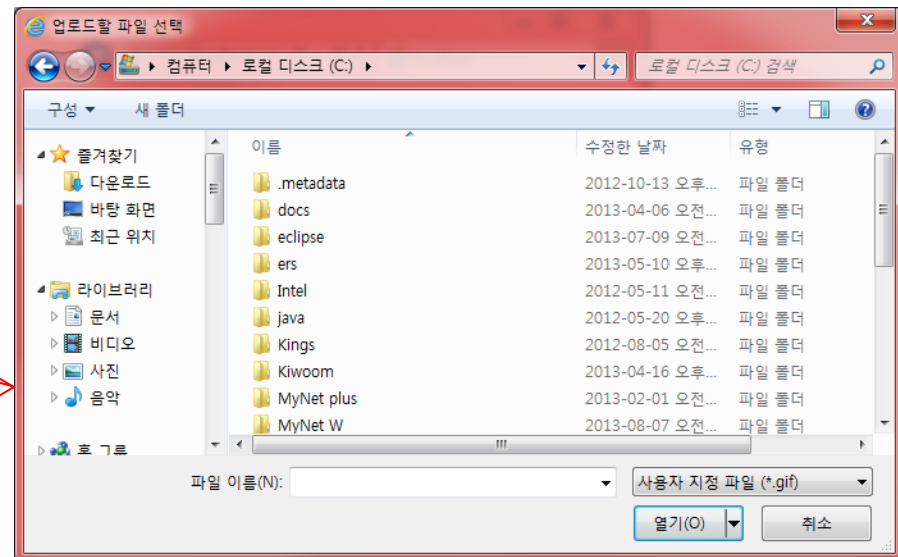 업로드할 파일 선택
컴퓨터 로컬 디스크 (C:)
로컬 디스크 (C:) 검색
구성 새 폴더
즐겨찾기
다운로드
바탕 화면
최근 위치
라이브러리
문서
비디오
사진
음악
홈 그룹
이름 수정한 날짜 유형
.metadata 2012-10-13 오후... 파일 폴더
docs 2013-04-06 오전... 파일 폴더
eclipse 2013-07-09 오전... 파일 폴더
ers 2013-05-10 오후... 파일 폴더
Intel 2012-05-11 오전... 파일 폴더
java 2012-05-20 오후... 파일 폴더
Kings 2012-08-05 오전... 파일 폴더
Kiwoom 2013-04-16 오후... 파일 폴더
MyNet plus 2013-02-01 오전... 파일 폴더
MyNet W 2013-08-07 오전... 파일 폴더
파일 이름(N):
사용자 지정 파일 (*.gif)
열기(O) 취소